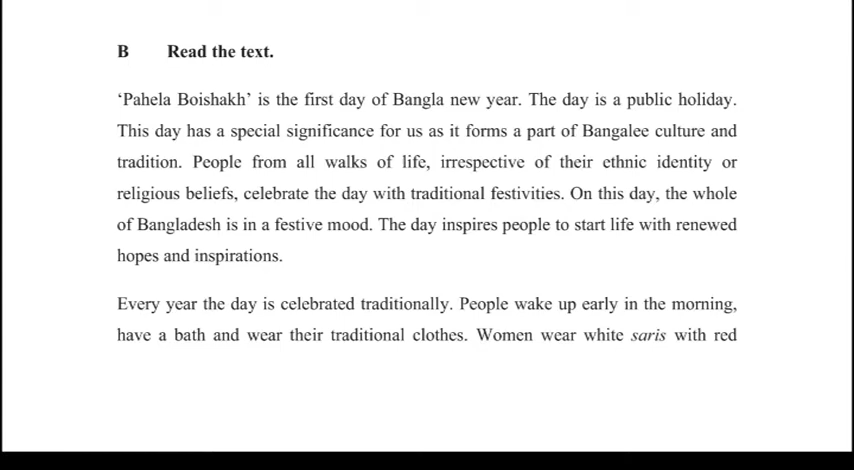 B Read the text.
‘Pahela Boishakh’ is the first day of Bangla new year. The day is a public holiday.
This day has a special significance for us as it forms a part of Bangalee culture and
tradition. People from all walks of life, irrespective of their ethnic identity or
religious beliefs, celebrate the day with traditional festivities. On this day, the whole
of Bangladesh is in a festive mood. The day inspires people to start life with renewed
hopes and inspirations.
Every year the day is celebrated traditionally. People wake up early in the morning,
have a bath and wear their traditional clothes. Women wear white saris with red